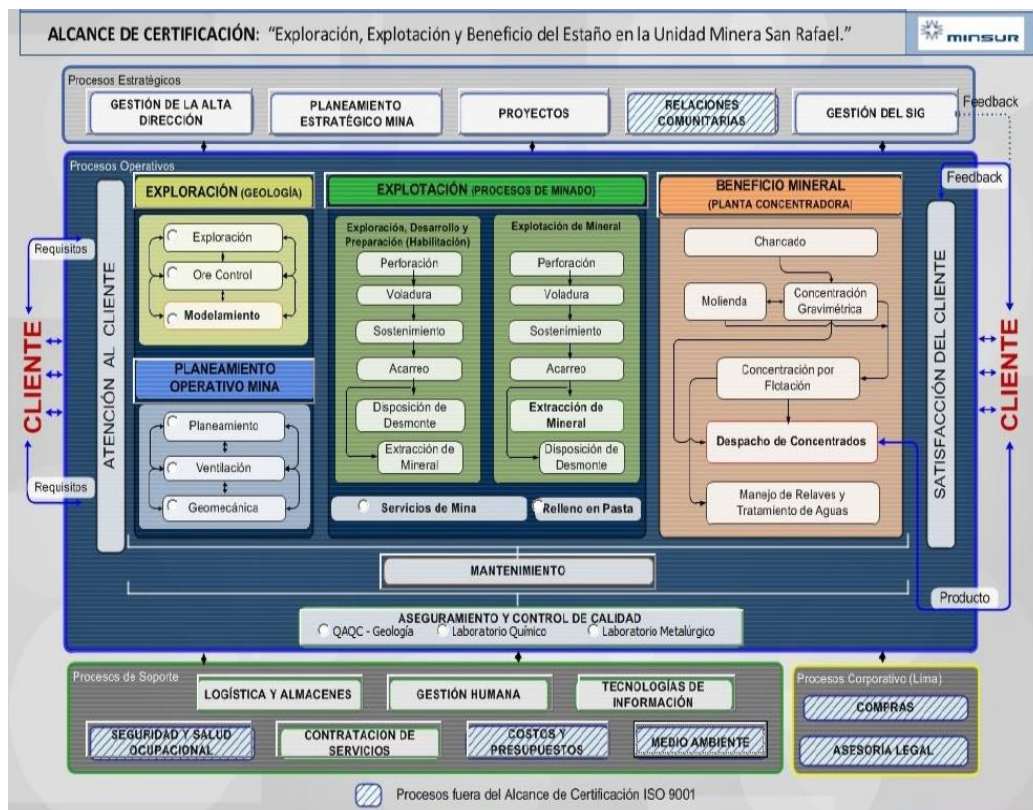 ALCANCE DE CERTIFICACIÓN: “Exploración, Explotación y Beneficio del Estaño en la Unidad Minera San Rafael.”
MINSUR
Procesos Estratégicos
GESTIÓN DE LA ALTA
DIRECCIÓN
PLANEAMIENTO
ESTRATÉGICO MINA
PROYECTOS
RELACIONES
COMUNITARIAS
GESTIÓN DEL SIG
Feedback
Procesos Operativos
Feedback
Requisitos
CLIENTE
Requisitos
ATENCIÓN AL CLIENTE
EXPLORACIÓN (GEOLOGÍA)
Exploración
Ore Control
Modelamiento
PLANEAMIENTO
OPERATIVO MINA
Planeamiento
Ventilación
Geomecánica
EXPLOTACIÓN (PROCESOS DE MINADO)
Exploración, Desarrollo y
Preparación (Habilitación)
Perforación
Voladura
Sostenimiento
Acarreo
Disposición de
Desmonte
Extracción de
Mineral
Explotación de Mineral
Perforación
Voladura
Sostenimiento
Acarreo
Extracción de
Mineral
Disposición de
Desmonte
Servicios de Mina
Relleno en Pasta
BENEFICIO MINERAL
(PLANTA CONCENTRADORA)
Chancado
Molienda
Concentración
Gravimétrica
Concentración por
Flotación
Despacho de Concentrados
Manejo de Relaves y
Tratamiento de Aguas
SATISFACCIÓN DEL CLIENTE
CLIENTE
Producto
MANTENIMIENTO
ASEGURAMIENTO Y CONTROL DE CALIDAD
QAQC - Geología
Laboratorio Químico
Laboratorio Metalúrgico
Procesos de Soporte
LOGÍSTICA Y ALMACENES
GESTIÓN HUMANA
TECNOLOGÍAS DE
INFORMACIÓN
SEGURIDAD Y SALUD
OCUPACIONAL
CONTRATACION DE
SERVICIOS
COSTOS Y
PRESUPUESTOS
MEDIO AMBIENTE
Procesos Corporativo (Lima)
COMPRAS
ASESORÍA LEGAL
Procesos fuera del Alcance de Certificación ISO 9001